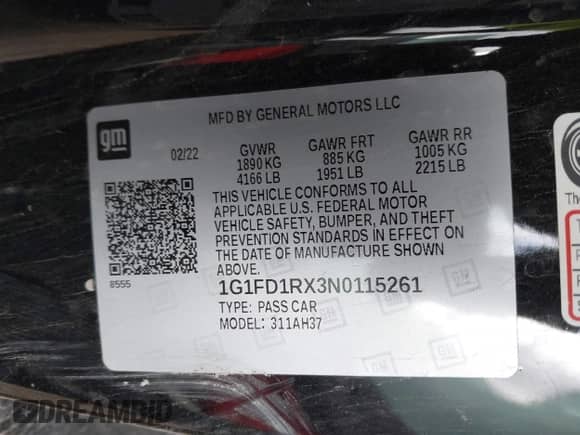 MFD BY GENERAL MOTORS LLC
gm
02/22
GVWR GAWR FRT GAWR RR
1890 KG 885 KG 1005 KG
4166 LB 1951 LB 2215 LB
THIS VEHICLE CONFORMS TO ALL
APPLICABLE U.S. FEDERAL MOTOR
VEHICLE SAFETY, BUMPER, AND THEFT
PREVENTION STANDARDS IN EFFECT ON
THE DATE OF MANUFACTURE SHOWN
ABOVE.
8555
1G1FD1RX3N0115261
TYPE: PASS CAR
MODEL: 311AH37
The
DREAMBID